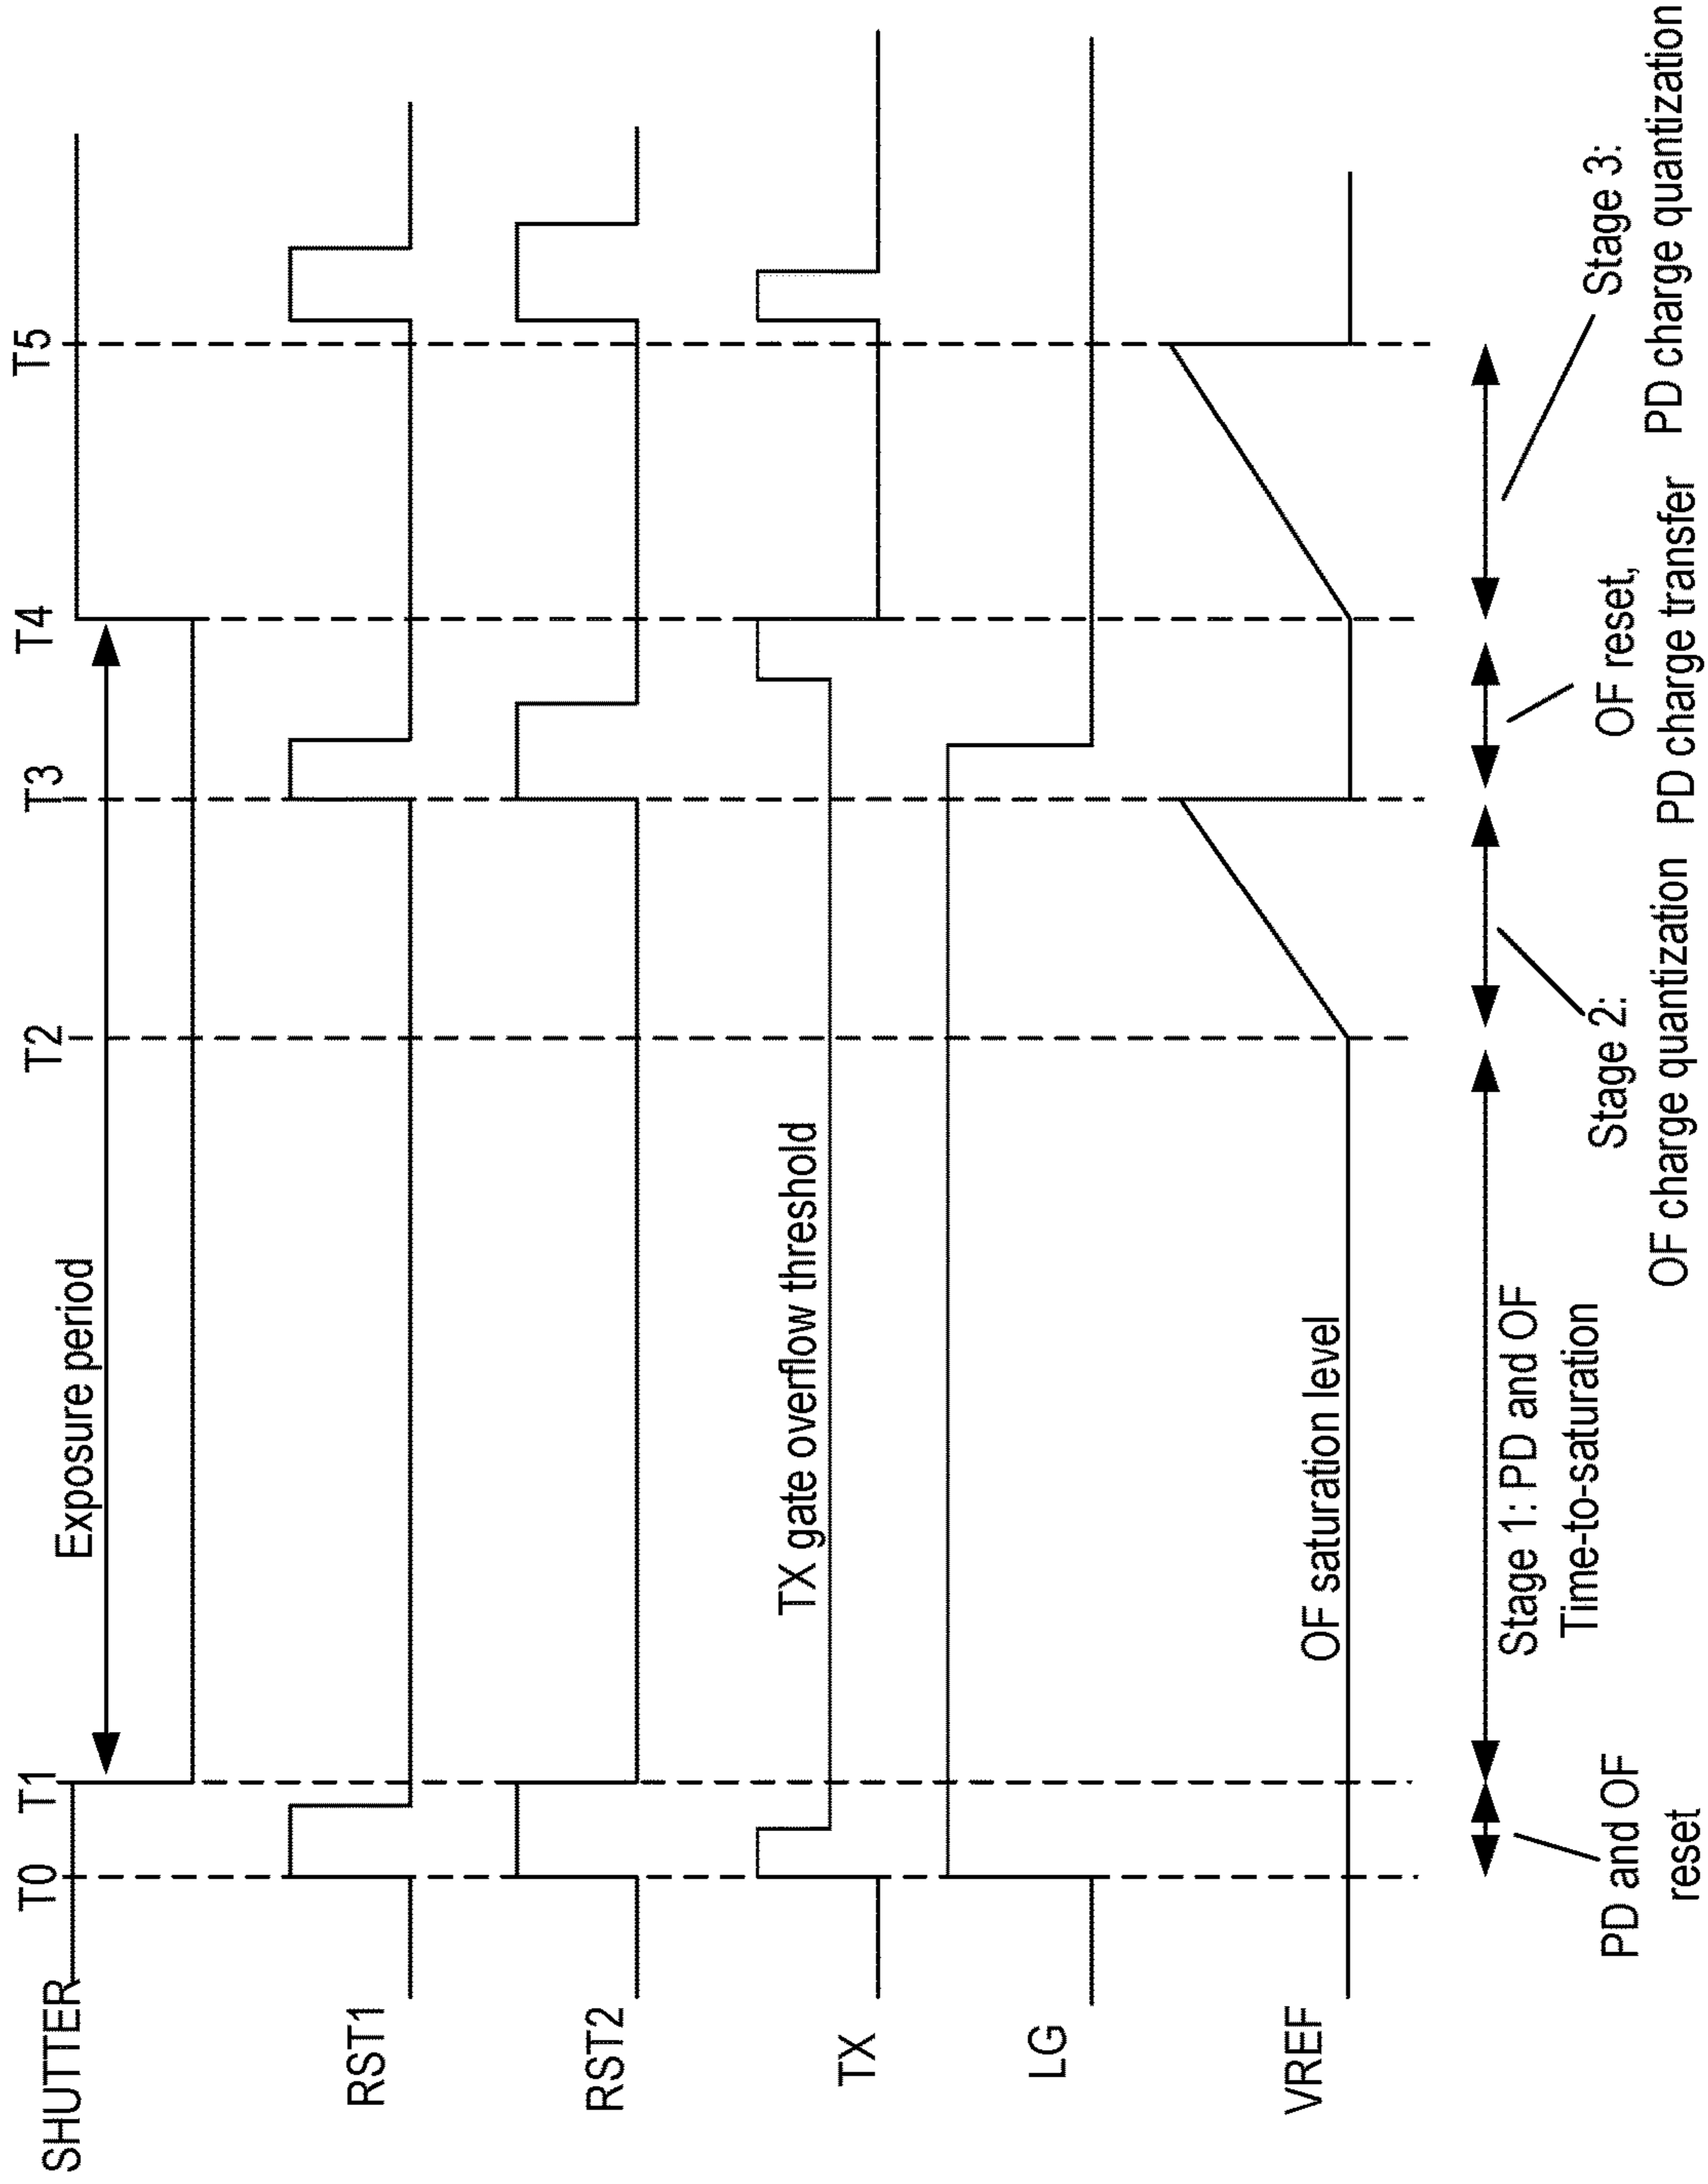 T0
T1
T2
T3
T4
T5
SHUTTER
Exposure period
RST1
RST2
TX
TX gate overflow threshold
LG
VREF
OF saturation level
PD and OF
reset
Stage 1: PD and OF
Time-to-saturation
Stage 2:
OF charge quantization
OF reset,
PD charge transfer
Stage 3:
PD charge quantization